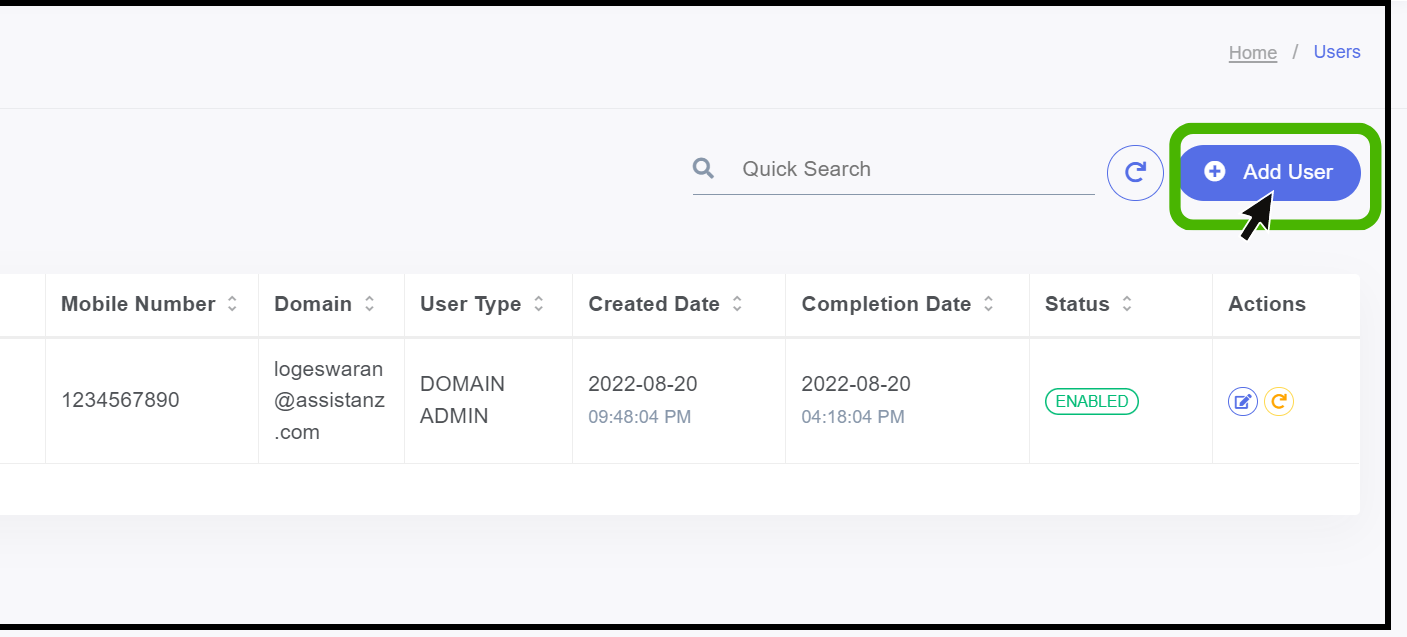 Home / Users
Quick Search
Add User
Mobile Number Domain User Type Created Date Completion Date Status Actions
logeswaran
@assistanz
.com
1234567890
DOMAIN
ADMIN
2022-08-20
09:48:04 PM
2022-08-20
04:18:04 PM
ENABLED